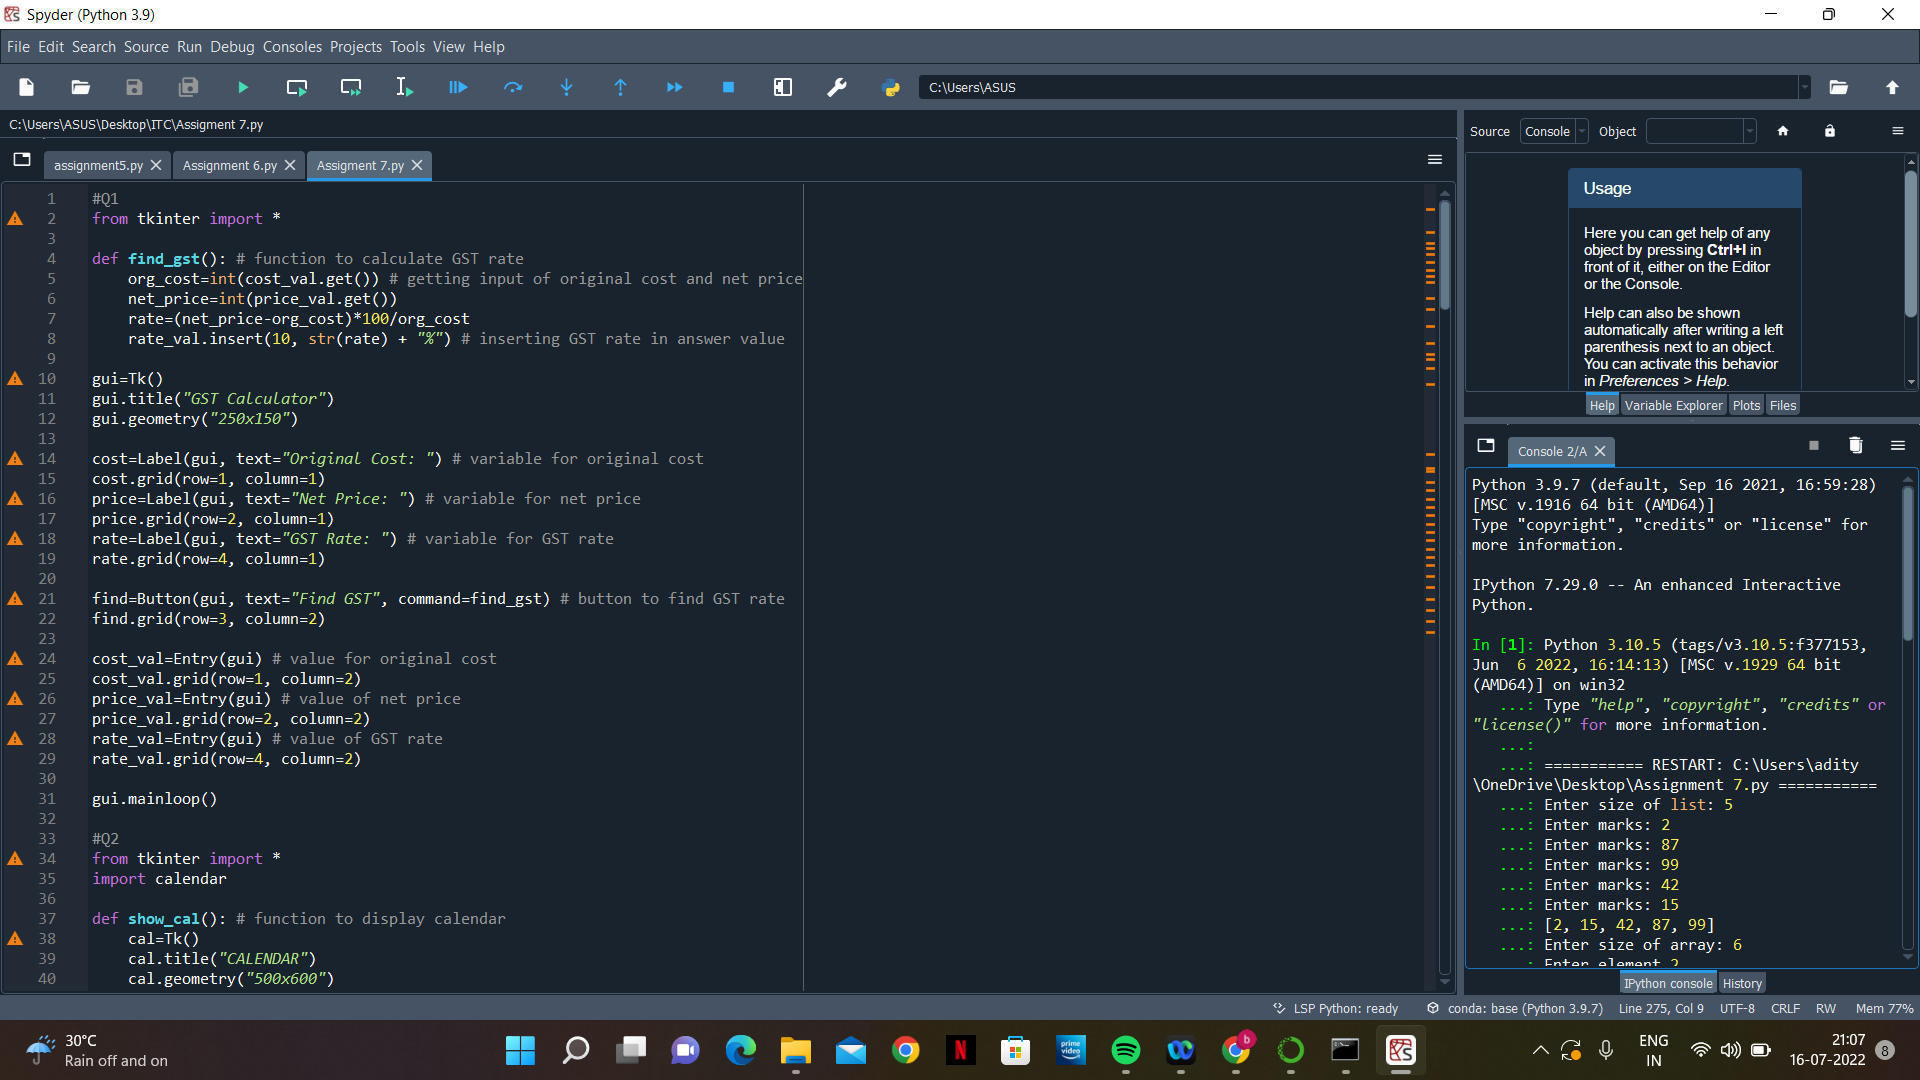 Spyder (Python 3.9)
File Edit Search Source Run Debug Consoles Projects Tools View Help
C:\Users\ASUS
C:\Users\ASUS\Desktop\ITC\Assigment 7.py
assignment5.py
Assignment 6.py
Assigment 7.py
1 #Q1
2 from tkinter import *
3
4 def find_gst(): # function to calculate GST rate
5     org_cost=int(cost_val.get()) # getting input of original cost and net price
6     net_price=int(price_val.get())
7     rate=(net_price-org_cost)*100/org_cost
8     rate_val.insert(10, str(rate) + "%") # inserting GST rate in answer value
9
10 gui=Tk()
11 gui.title("GST Calculator")
12 gui.geometry("250x150")
13
14 cost=Label(gui, text="Original Cost: ") # variable for original cost
15 cost.grid(row=1, column=1)
16 price=Label(gui, text="Net Price: ") # variable for net price
17 price.grid(row=2, column=1)
18 rate=Label(gui, text="GST Rate: ") # variable for GST rate
19 rate.grid(row=4, column=1)
20
21 find=Button(gui, text="Find GST", command=find_gst) # button to find GST rate
22 find.grid(row=3, column=2)
23
24 cost_val=Entry(gui) # value for original cost
25 cost_val.grid(row=1, column=2)
26 price_val=Entry(gui) # value of net price
27 price_val.grid(row=2, column=2)
28 rate_val=Entry(gui) # value of GST rate
29 rate_val.grid(row=4, column=2)
30
31 gui.mainloop()
32
33 #Q2
34 from tkinter import *
35 import calendar
36
37 def show_cal(): # function to display calendar
38     cal=Tk()
39     cal.title("CALENDAR")
40     cal.geometry("500x600")
Source Console Object
Usage
Here you can get help of any
object by pressing Ctrl+I in
front of it, either on the Editor
or the Console.
Help can also be shown
automatically after writing a left
parenthesis next to an object.
You can activate this behavior
in Preferences > Help.
Help Variable Explorer Plots Files
Console 2/A
Python 3.9.7 (default, Sep 16 2021, 16:59:28)
[MSC v.1916 64 bit (AMD64)]
Type "copyright", "credits" or "license" for
more information.
IPython 7.29.0 -- An enhanced Interactive
Python.
In [1]: Python 3.10.5 (tags/v3.10.5:f377153,
Jun  6 2022, 16:14:13) [MSC v.1929 64 bit
(AMD64)] on win32
...: Type "help", "copyright", "credits" or
"license()" for more information.
...:
...: =========== RESTART: C:\Users\adity
\OneDrive\Desktop\Assignment 7.py ===========
...: Enter size of list: 5
...: Enter marks: 2
...: Enter marks: 87
...: Enter marks: 99
...: Enter marks: 42
...: Enter marks: 15
...: [2, 15, 42, 87, 99]
...: Enter size of array: 6
...: Enter element 2
IPython console History
LSP Python: ready conda: base (Python 3.9.7) Line 275, Col 9 UTF-8 CRLF RW Mem 77%
30°C
Rain off and on
prime
video
b
ENG
IN
21:07
16-07-2022
8